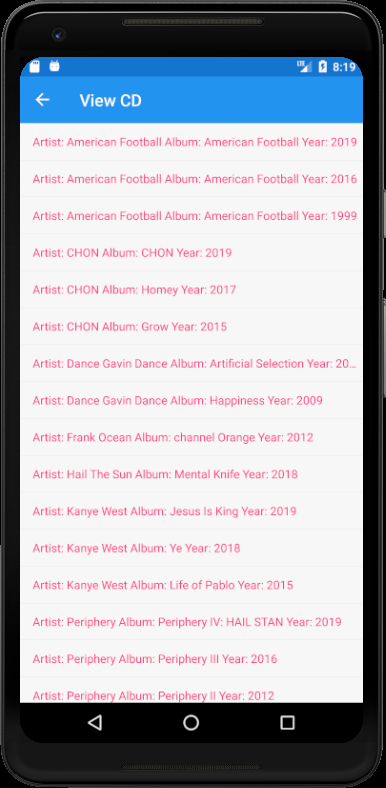 LTE 8:19
View CD
Artist: American Football Album: American Football Year: 2019
Artist: American Football Album: American Football Year: 2016
Artist: American Football Album: American Football Year: 1999
Artist: CHON Album: CHON Year: 2019
Artist: CHON Album: Homey Year: 2017
Artist: CHON Album: Grow Year: 2015
Artist: Dance Gavin Dance Album: Artificial Selection Year: 20...
Artist: Dance Gavin Dance Album: Happiness Year: 2009
Artist: Frank Ocean Album: channel Orange Year: 2012
Artist: Hail The Sun Album: Mental Knife Year: 2018
Artist: Kanye West Album: Jesus Is King Year: 2019
Artist: Kanye West Album: Ye Year: 2018
Artist: Kanye West Album: Life of Pablo Year: 2015
Artist: Periphery Album: Periphery IV: HAIL STAN Year: 2019
Artist: Periphery Album: Periphery III Year: 2016
Artist: Periphery Album: Periphery II Year: 2012